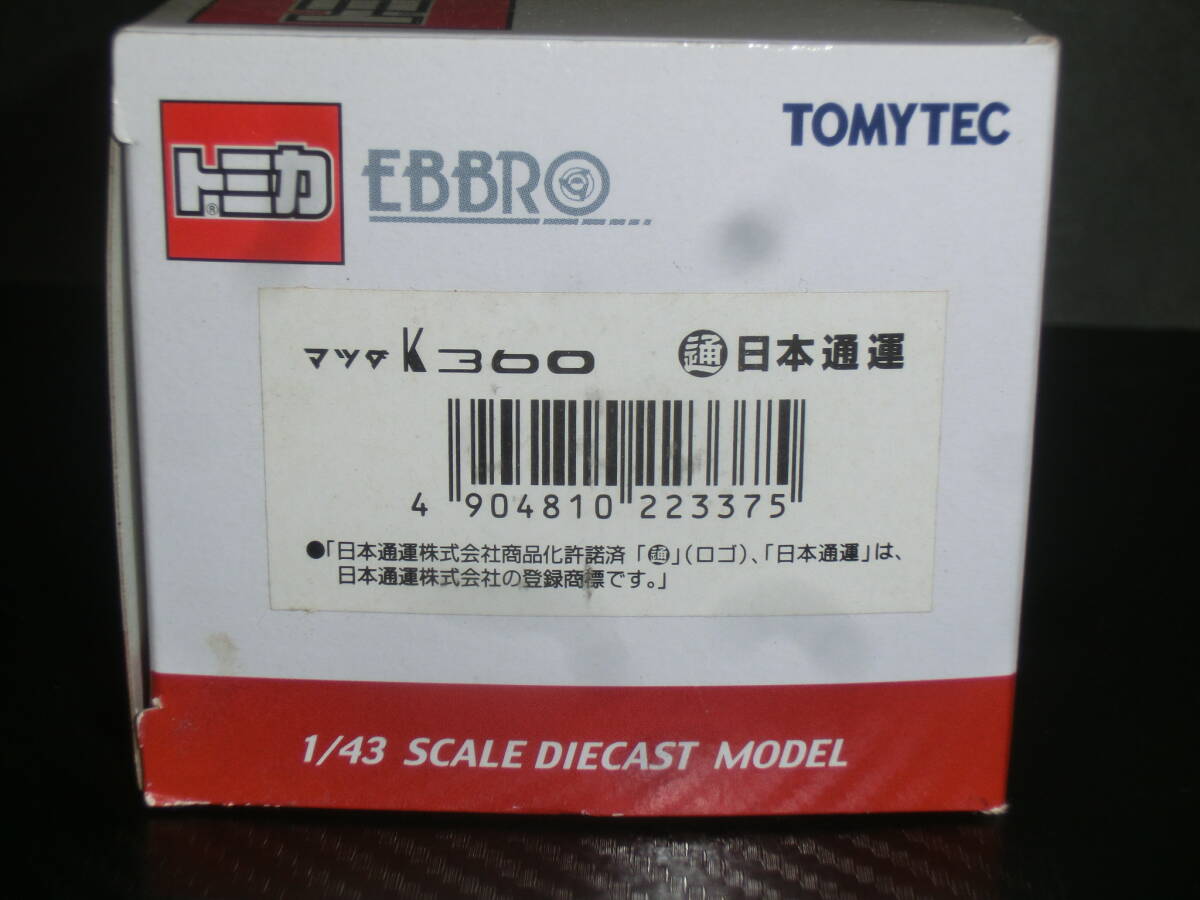 トミカ® EBBRO TOMYTEC
マツダ K360 通 日本通運
4 904810 223375
●「日本通運株式会社商品化許諾済「通」(ロゴ)、「日本通運」は、
日本通運株式会社の登録商標です。」
1/43 SCALE DIECAST MODEL